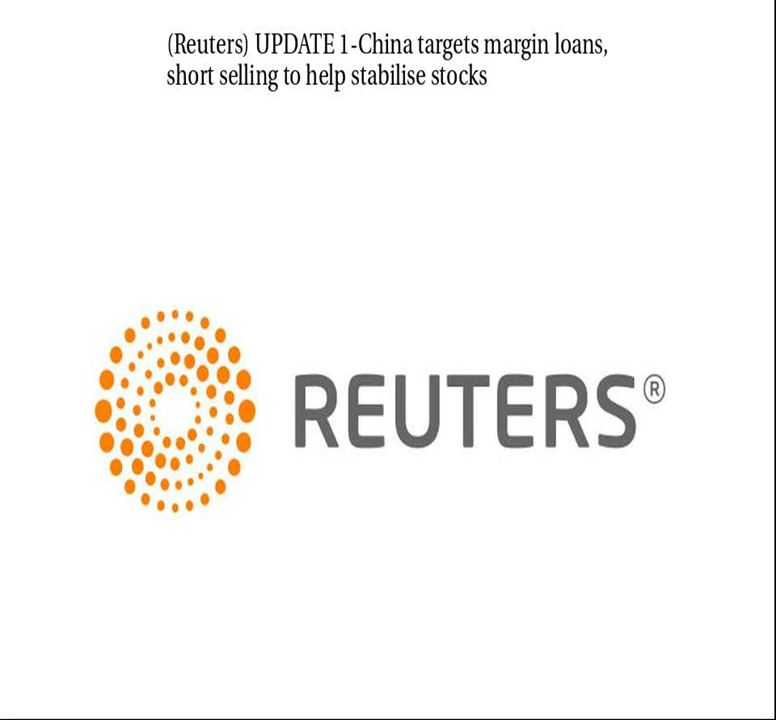 (Reuters) UPDATE 1-China targets margin loans,
short selling to help stabilise stocks
REUTERS®